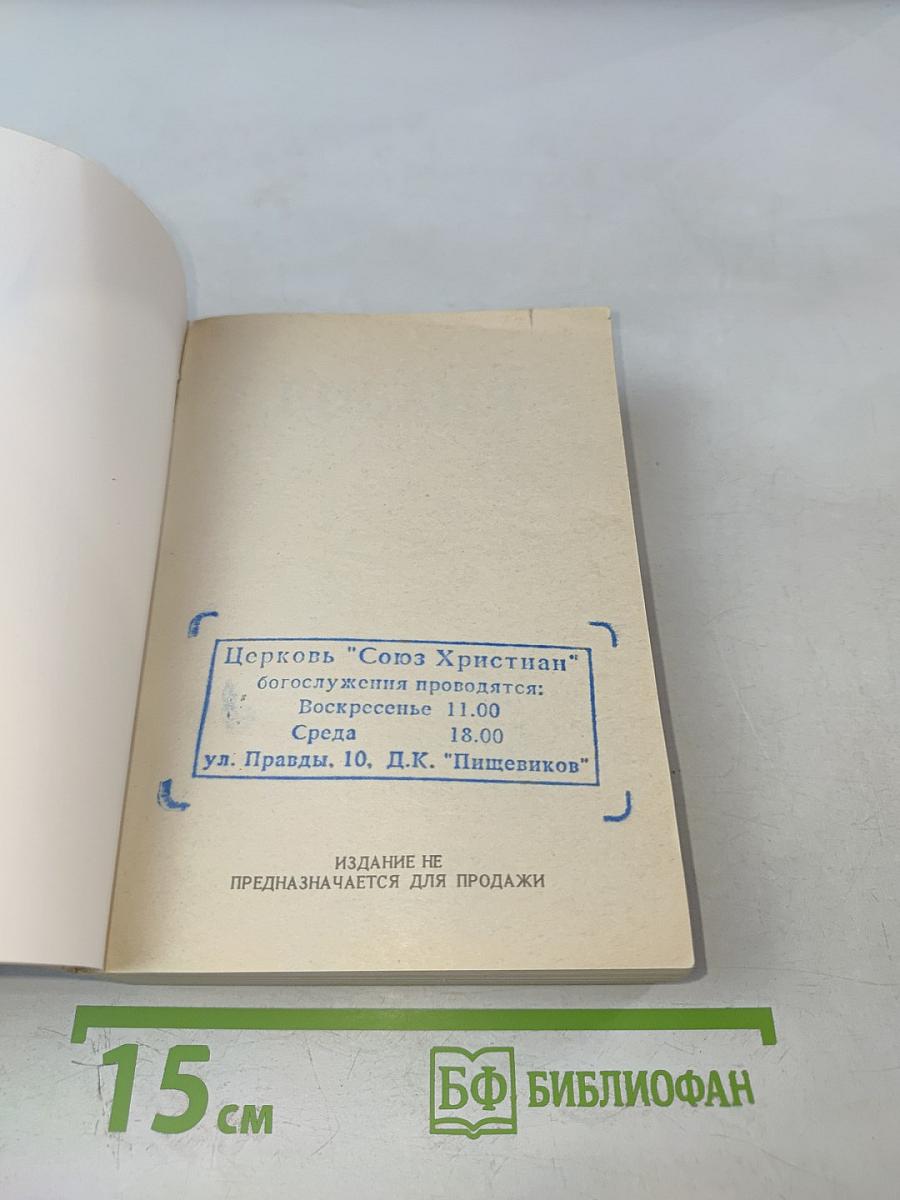 Церковь "Союз Христиан"
богослужения проводятся:
Воскресенье 11.00
Среда 18.00
ул. Правды, 10, Д.К. "Пищевиков"
ИЗДАНИЕ НЕ
ПРЕДНАЗНАЧАЕТСЯ ДЛЯ ПРОДАЖИ
15 см
БФ БИБЛИОФАН